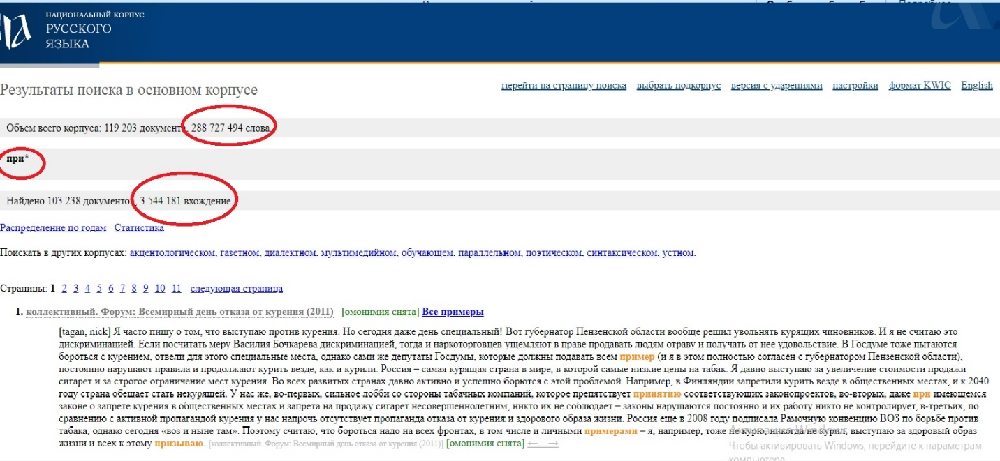 НАЦИОНАЛЬНЫЙ КОРПУС
РУССКОГО
ЯЗЫКА
Результаты поиска в основном корпусе
перейти на страницу поиска выбрать подкорпус версия с ударениями настройки формат KWIC English
Объем всего корпуса: 119 203 документа, 288 727 494 слова.
при*
Найдено 103 238 документов, 3 544 181 вхождение.
Распределение по годам Статистика
Поискать в других корпусах: акцентологическом, газетном, диалектном, мультимедийном, обучающем, параллельном, поэтическом, синтаксическом, устном.
Страницы: 1 2 3 4 5 6 7 8 9 10 11 следующая страница
1. коллективный. Форум: Всемирный день отказа от курения (2011) [омонимия снята] Все примеры
[tagan, nick] Я часто пишу о том, что выступаю против курения. Но сегодня даже день специальный! Вот губернатор Пензенской области вообще решил увольнять курящих чиновников. И я не считаю это
дискриминацией. Если посчитать меру Василия Бочкарева дискриминацией, тогда и наркоторговцев ущемляют в праве продавать людям отраву и получать от нее удовольствие. В Госдуме тоже пытаются
бороться с курением, отвели для этого специальные места, однако сами же депутаты Госдумы, которые должны подавать всем пример (и я в этом полностью согласен с губернатором Пензенской области),
постоянно нарушают правила и продолжают курить везде, как и курили. Россия – самая курящая страна в мире, в которой самые низкие цены на табак. Я давно выступаю за увеличение стоимости продажи
сигарет и за строгое ограничение мест курения. Во всех развитых странах давно активно и успешно борются с этой проблемой. Например, в Финляндии запретили курить везде в общественных местах, и к 2040
году страна обещает стать некурящей. У нас же, во-первых, сильное лобби со стороны табачных компаний, которое препятствует принятию соответствующих законопроектов, во-вторых, даже при имеющемся
законе о запрете курения в общественных местах и запрета на продажу сигарет несовершеннолетним, никто их не соблюдает – законы нарушаются постоянно и их работу никто не контролирует, в-третьих, по
сравнению с активной пропагандой курения у нас напрочь отсутствует пропаганда отказа от курения и здорового образа жизни. Россия еще в 2008 году подписала Рамочную конвенцию ВОЗ по борьбе против
табака, однако сегодня «воз и ныне там». Поэтому считаю, что бороться надо на всех фронтах, в том числе и личными примерами – я, например, тоже не курю, никогда не курил, выступаю за здоровый образ
жизни и всех к этому призываю. [коллективный. Форум: Всемирный день отказа от курения (2011)] [омонимия снята] ←…→
Активация Windows
Чтобы активировать Windows, перейдите к параметрам
компьютера.